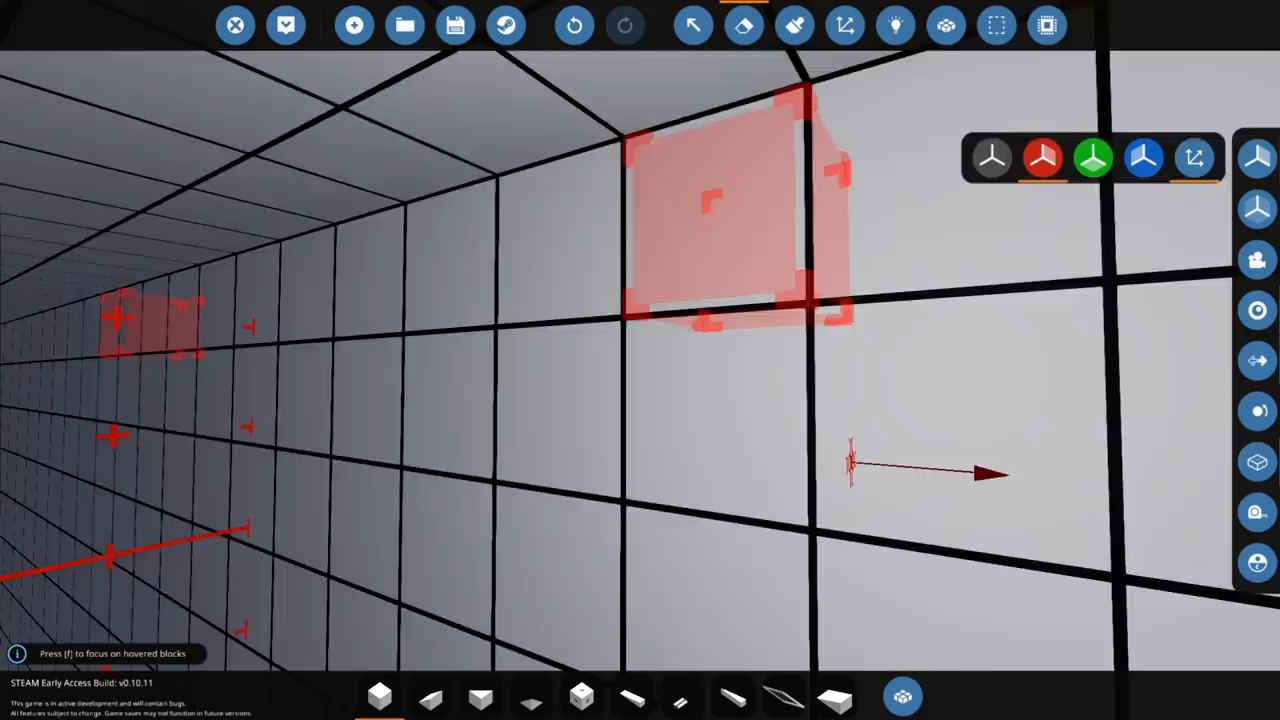 Press [f] to focus on hovered blocks
STEAM Early Access Build: v0.10.11
This game is in active development and will contain bugs.
All features subject to change. Game saves may not function in future versions